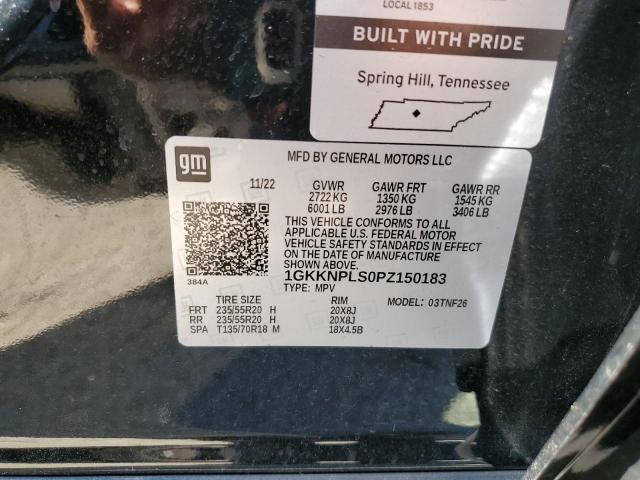 LOCAL 1853
BUILT WITH PRIDE
Spring Hill, Tennessee
gm
MFD BY GENERAL MOTORS LLC
11/22 GVWR GAWR FRT GAWR RR
2722 KG 1350 KG 1545 KG
6001 LB 2976 LB 3406 LB
THIS VEHICLE CONFORMS TO ALL
APPLICABLE U.S. FEDERAL MOTOR
VEHICLE SAFETY STANDARDS IN EFFECT
ON THE DATE OF MANUFACTURE
SHOWN ABOVE.
384A
1GKKNPLS0PZ150183
TYPE: MPV MODEL: 03TNF26
TIRE SIZE RIM
FRT 235/55R20 H 20X8J
RR 235/55R20 H 20X8J
SPA T135/70R18 M 18X4.5B